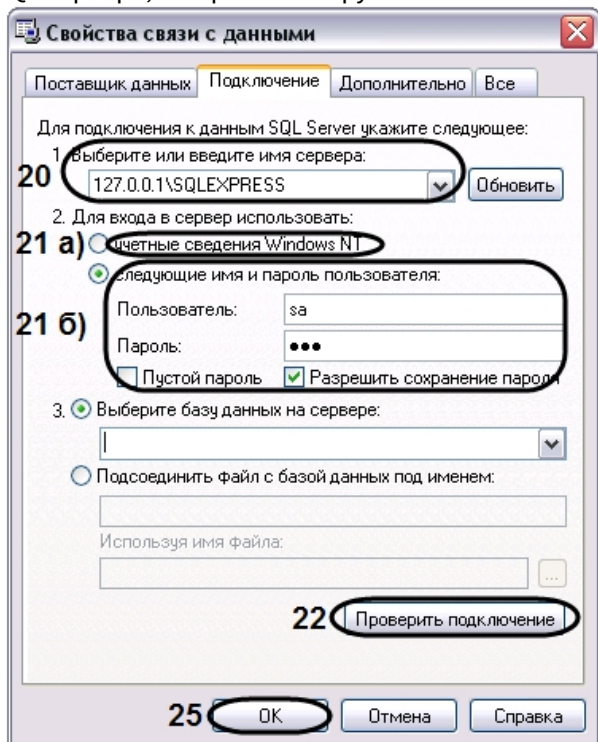 Свойства связи с данными
Поставщик данных Подключение Дополнительно Все
Для подключения к данным SQL Server укажите следующее:
1. Выберите или введите имя сервера:
20 127.0.0.1\SQLEXPRESS Обновить
2. Для входа в сервер использовать:
21 а) учетные сведения Windows NT
следующие имя и пароль пользователя:
21 б) Пользователь: sa
Пароль: ●●●
Пустой пароль Разрешить сохранение пароля
3. Выберите базу данных на сервере:
Подсоединить файл с базой данных под именем:
Используя имя файла:
...
22 Проверить подключение
25 ОК Отмена Справка